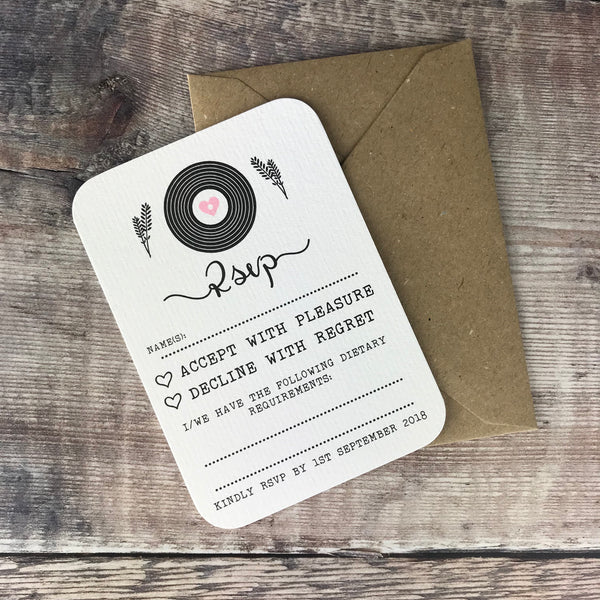 Rsvp
NAME(S):
ACCEPT WITH PLEASURE
DECLINE WITH REGRET
I/WE HAVE THE FOLLOWING DIETARY
REQUIREMENTS:
KINDLY RSVP BY 1ST SEPTEMBER 2018